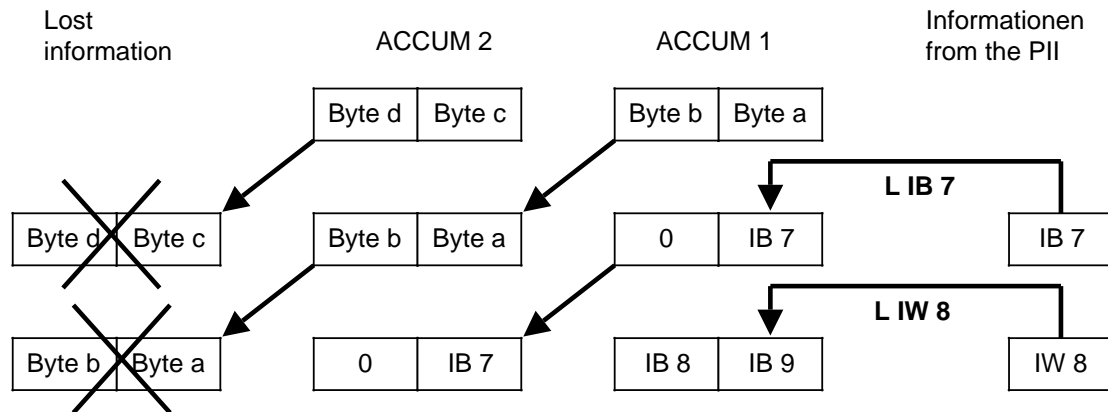 Lost
information
ACCUM 2
ACCUM 1
Informationen
from the PII
Byte d Byte c Byte b Byte a
L IB 7
Byte d Byte c Byte b Byte a 0 IB 7 IB 7
L IW 8
Byte b Byte a 0 IB 7 IB 8 IB 9 IW 8